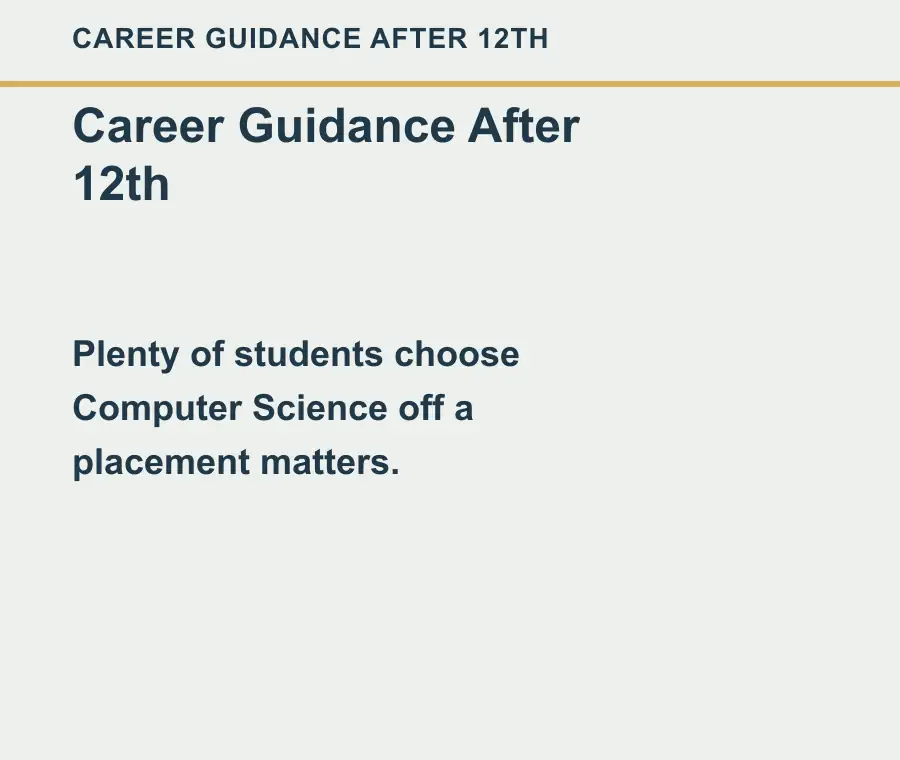 CAREER GUIDANCE AFTER 12TH
Career Guidance After
12th
Plenty of students choose
Computer Science off a
placement matters.